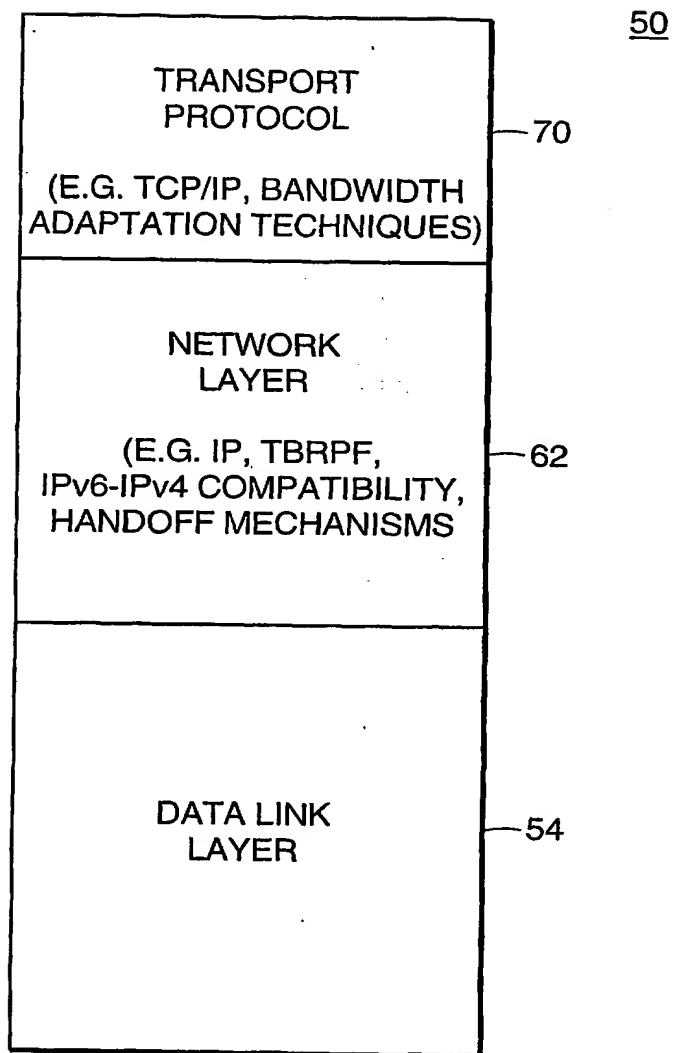 50
TRANSPORT
PROTOCOL
70
(E.G. TCP/IP, BANDWIDTH
ADAPTATION TECHNIQUES)
NETWORK
LAYER
(E.G. IP, TBRPF,
62
IPv6-IPv4 COMPATIBILITY,
HANDOFF MECHANISMS
DATA LINK
LAYER
54